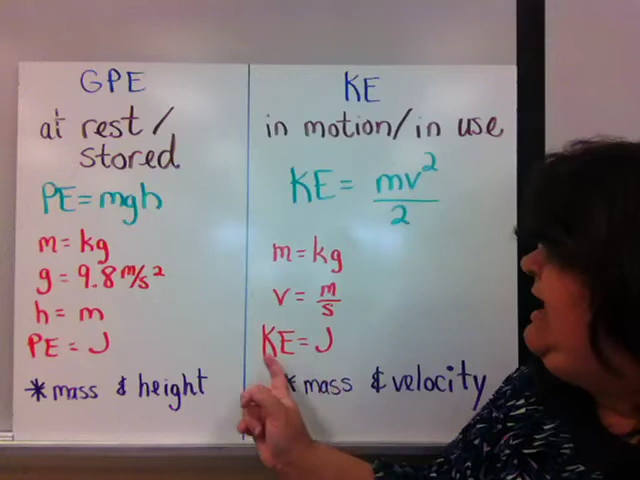 GPE
at rest/
stored
PE=mgh
m=kg
g=9.8m/s²
h=m
PE=J
*mass & height
KE
in motion/in use
KE= mv²
2
m=kg
v= m
s
KE=J
*mass & velocity